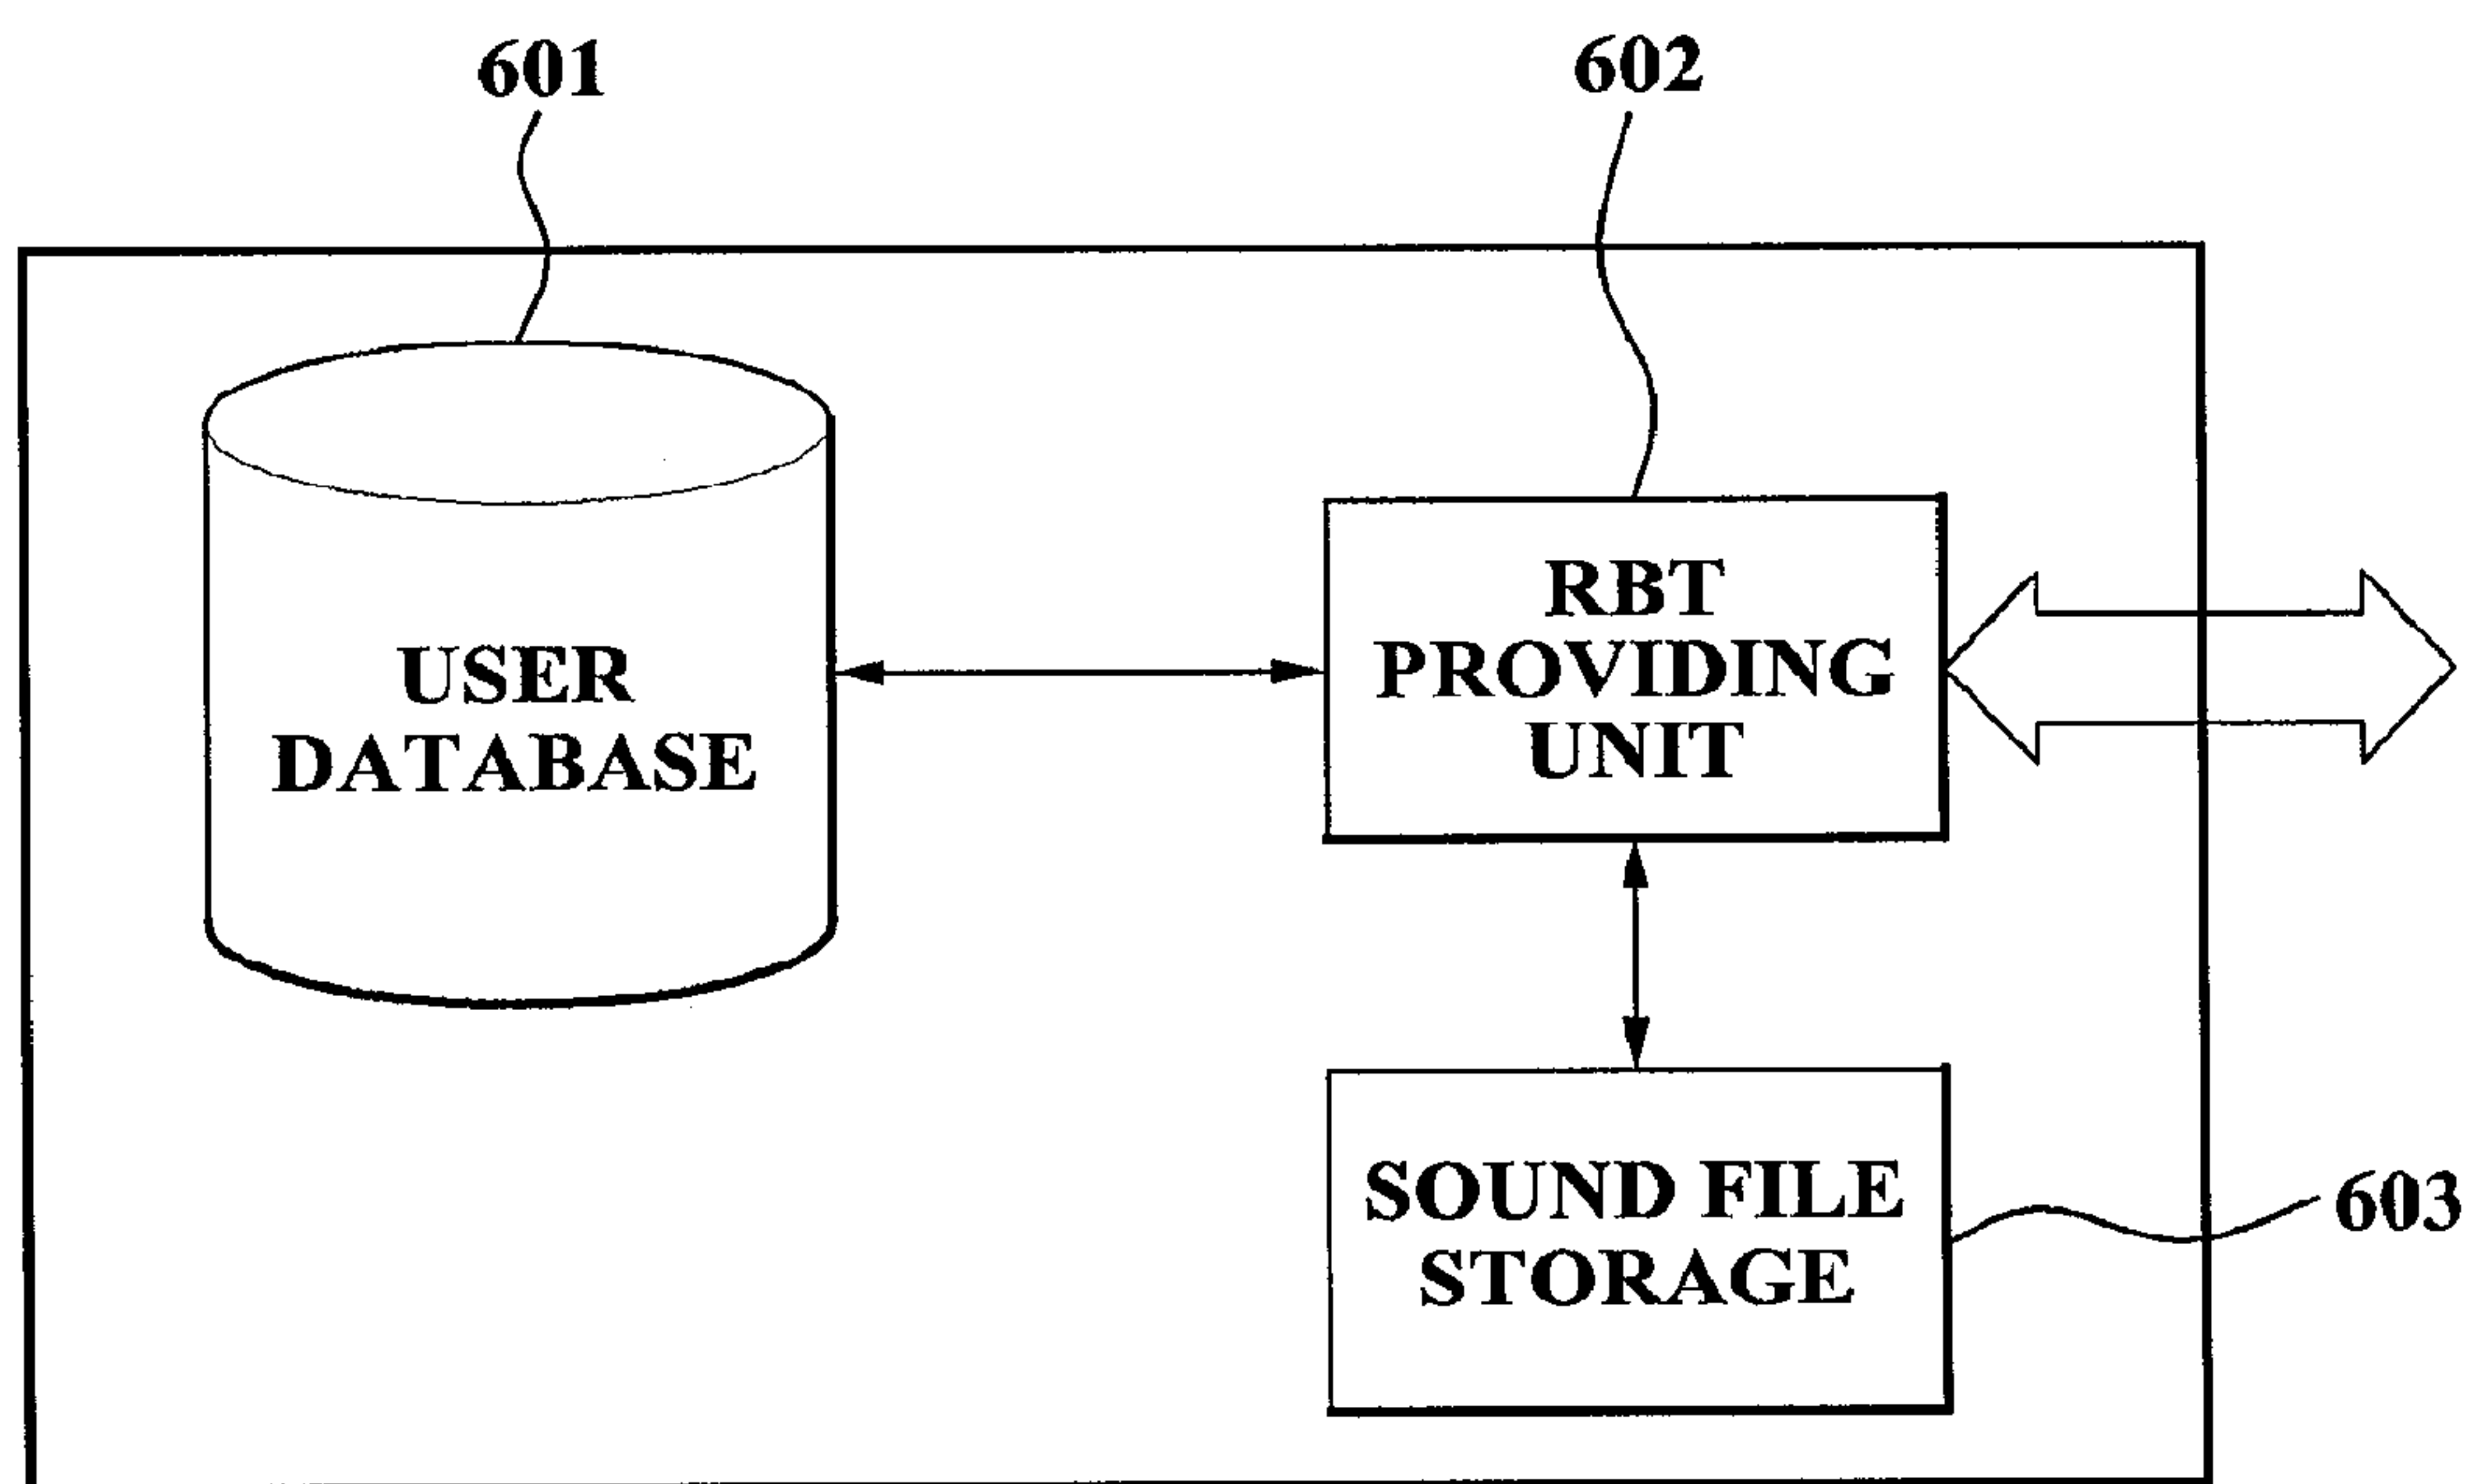 601
602
USER
DATABASE
RBT
PROVIDING
UNIT
SOUND FILE
STORAGE
603